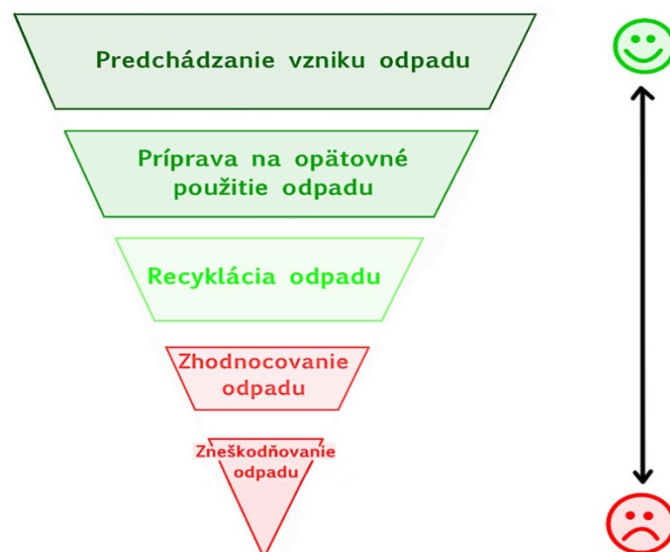 Predchádzanie vzniku odpadu
Príprava na opätovné
použitie odpadu
Recyklácia odpadu
Zhodnocovanie
odpadu
Zneškodňovanie
odpadu